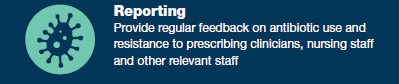 Reporting
Provide regular feedback on antibiotic use and
resistance to prescribing clinicians, nursing staff
and other relevant staff